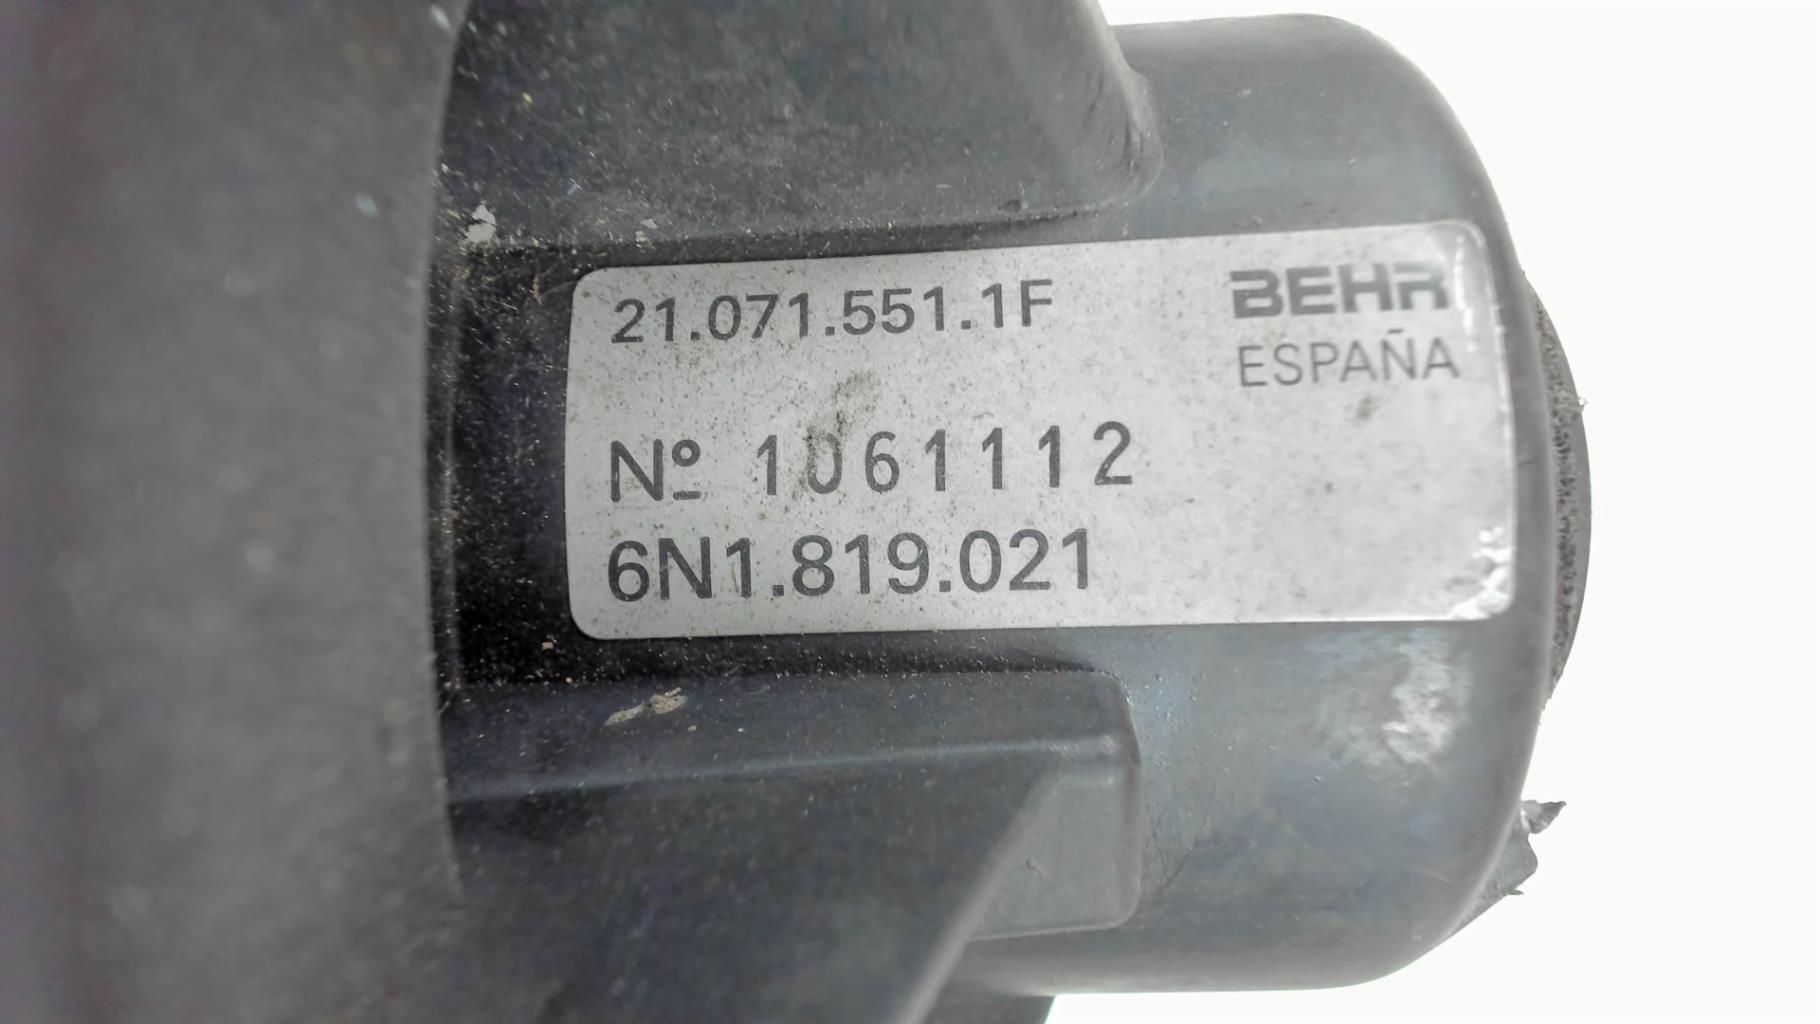 21.071.551.1F
BEHR
ESPAÑA
Nº 1061112
6N1.819.021